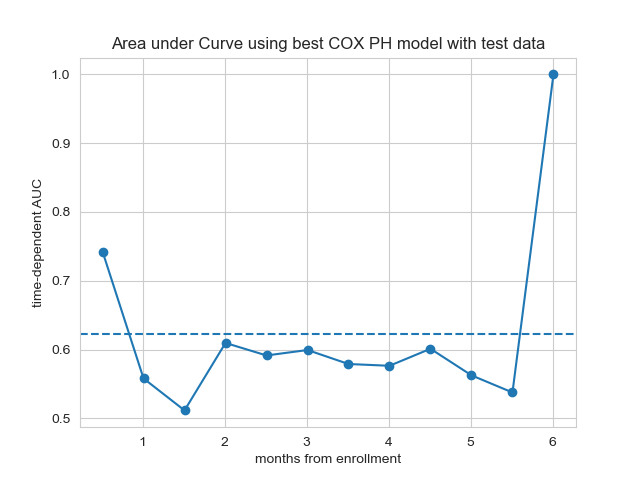 Area under Curve using best COX PH model with test data
1.0
0.9
0.8
0.7
0.6
0.5
time-dependent AUC
1 2 3 4 5 6
months from enrollment